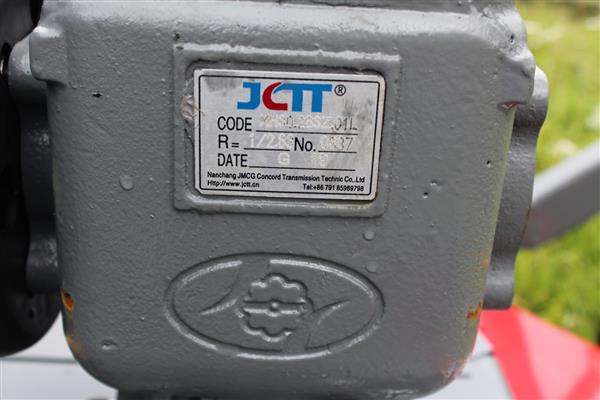 JCTT®
CODE
R= No.
DATE G
Nanchang JMCG Concord Transmission Technic Co.,Ltd
Http://www.jctt.cn Tel:+86 791 85989798